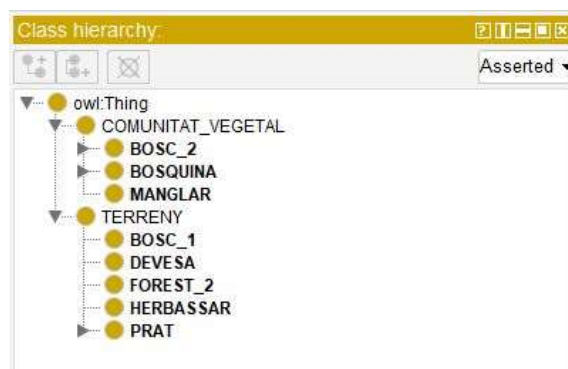 Class hierarchy:
Asserted
owl:Thing
COMUNITAT_VEGETAL
BOSC_2
BOSQUINA
MANGLAR
TERRENY
BOSC_1
DEVESA
FOREST_2
HERBASSAR
PRAT